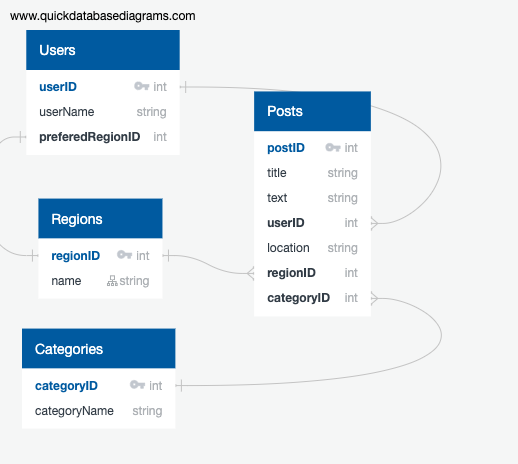 www.quickdatabasediagrams.com
Users
userID int
userName string
preferedRegionID int
Posts
postID int
title string
text string
userID int
location string
regionID int
categoryID int
Regions
regionID int
name string
Categories
categoryID int
categoryName string